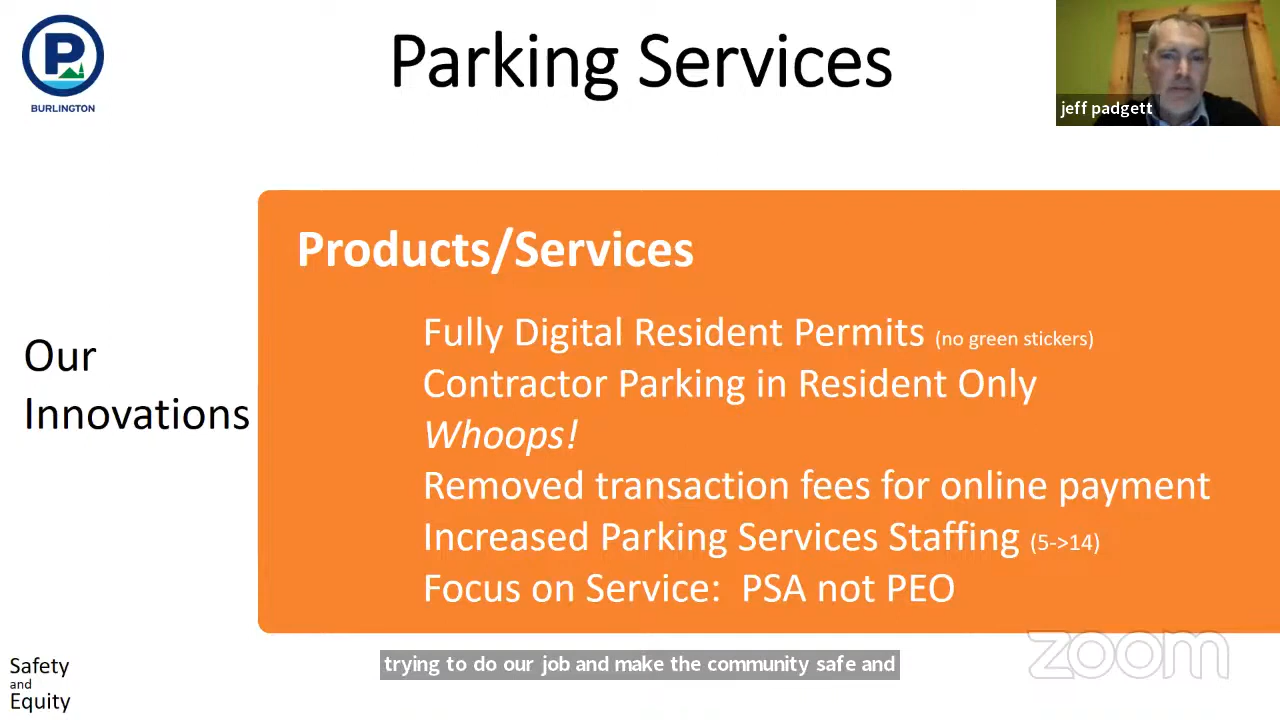 P
BURLINGTON
Parking Services
jeff padgett
Products/Services
Our
Innovations
Fully Digital Resident Permits (no green stickers)
Contractor Parking in Resident Only
Whoops!
Removed transaction fees for online payment
Increased Parking Services Staffing (5->14)
Focus on Service: PSA not PEO
Safety
and
Equity
trying to do our job and make the community safe and
zoom